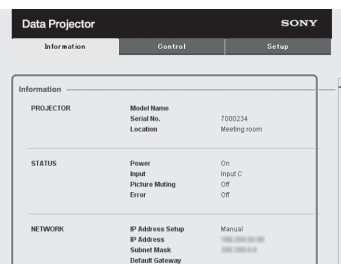 Data Projector SONY
Information Control Setup
Information
PROJECTOR Model Name
Serial No. 7000234
Location Meeting room
STATUS Power On
Input Input C
Picture Muting Off
Error Off
NETWORK IP Address Setup Manual
IP Address
Subnet Mask
Default Gateway